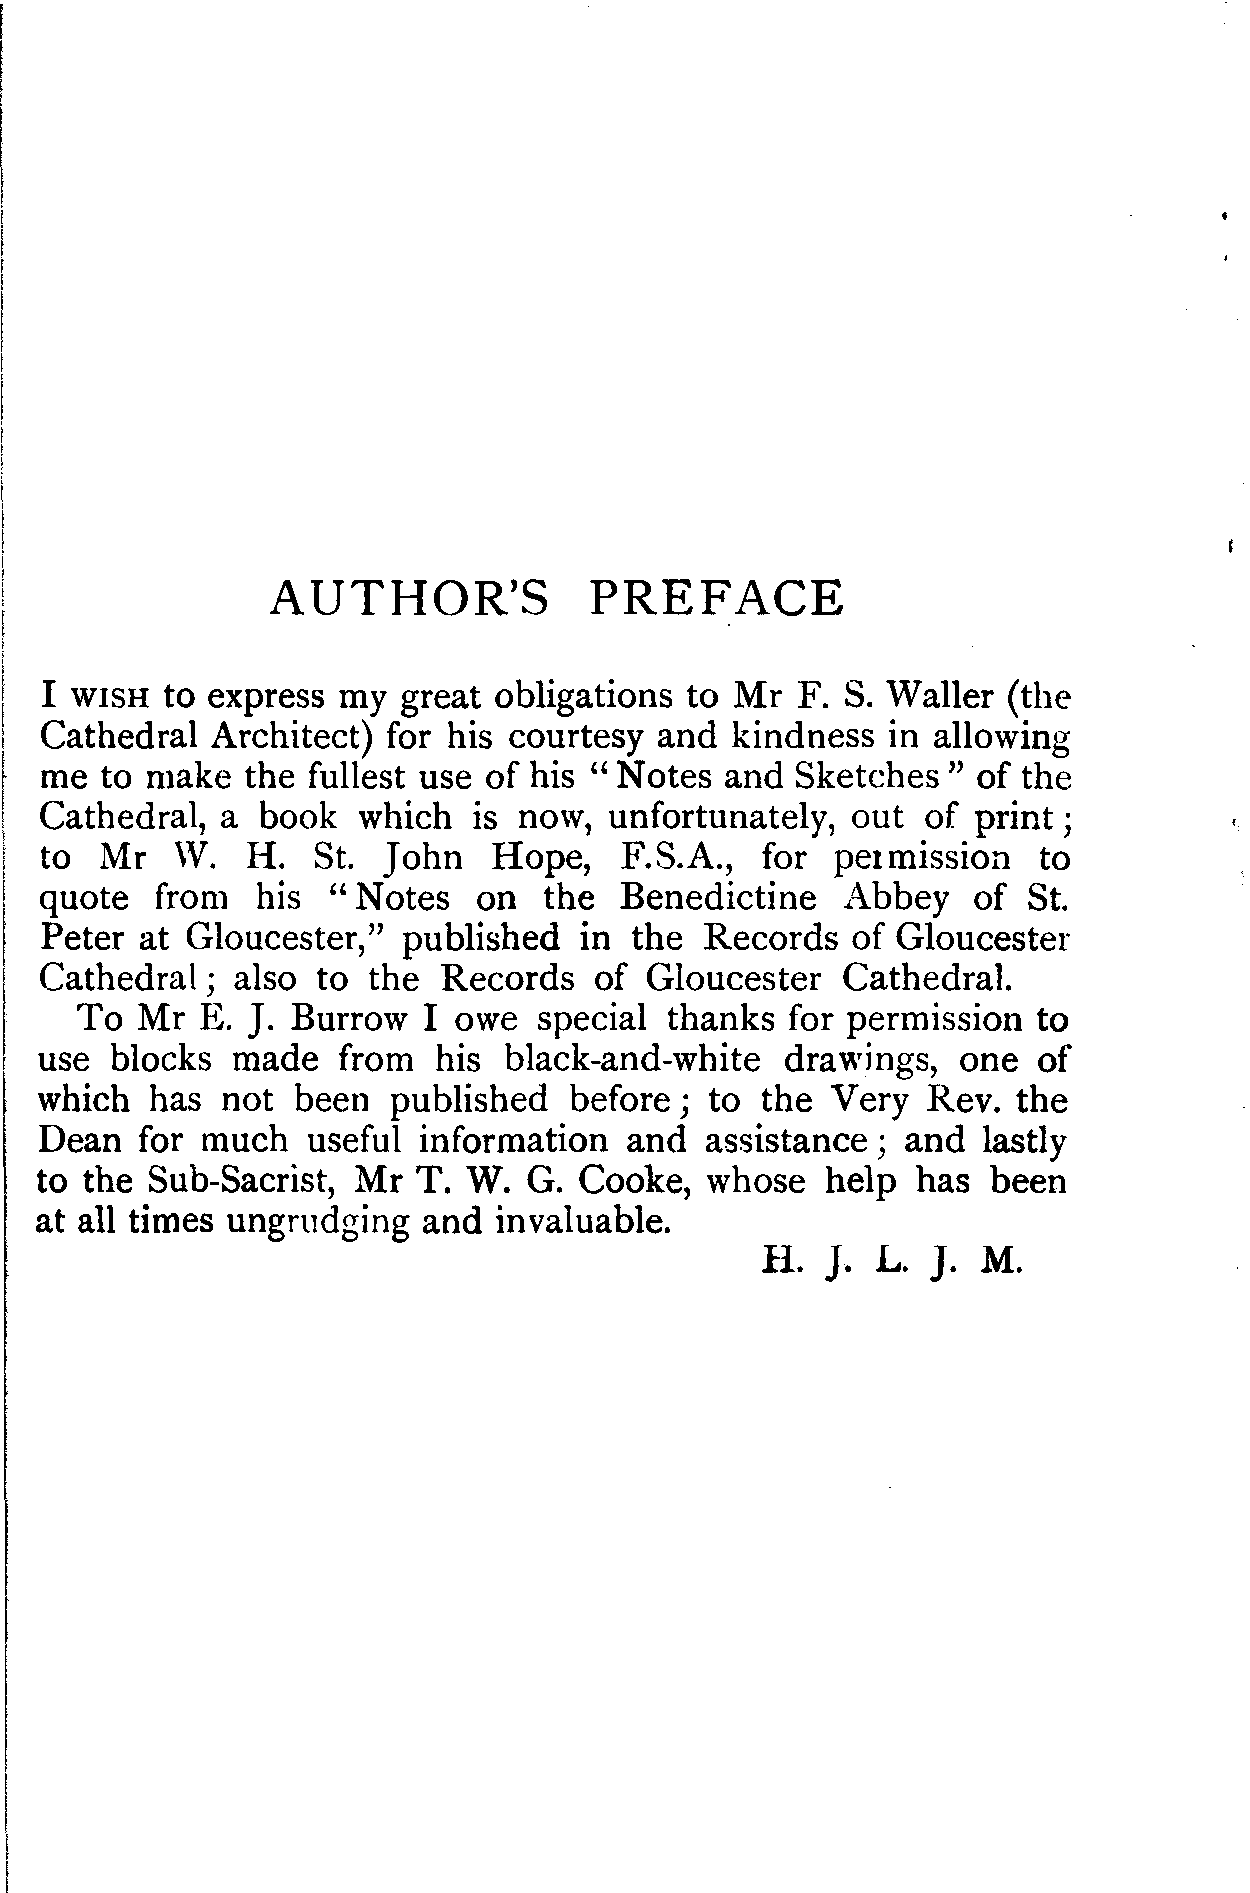 AUTHOR'S PREFACE
I WISH to express my great obligations to Mr F. S. Waller (the
Cathedral Architect) for his courtesy and kindness in allowing
me to make the fullest use of his “Notes and Sketches” of the
Cathedral, a book which is now, unfortunately, out of print;
to Mr W. H. St. John Hope, F.S.A., for permission to
quote from his “Notes on the Benedictine Abbey of St.
Peter at Gloucester,” published in the Records of Gloucester
Cathedral; also to the Records of Gloucester Cathedral.
To Mr E. J. Burrow I owe special thanks for permission to
use blocks made from his black-and-white drawings, one of
which has not been published before; to the Very Rev. the
Dean for much useful information and assistance; and lastly
to the Sub-Sacrist, Mr T. W. G. Cooke, whose help has been
at all times ungrudging and invaluable.
H. J. L. J. M.